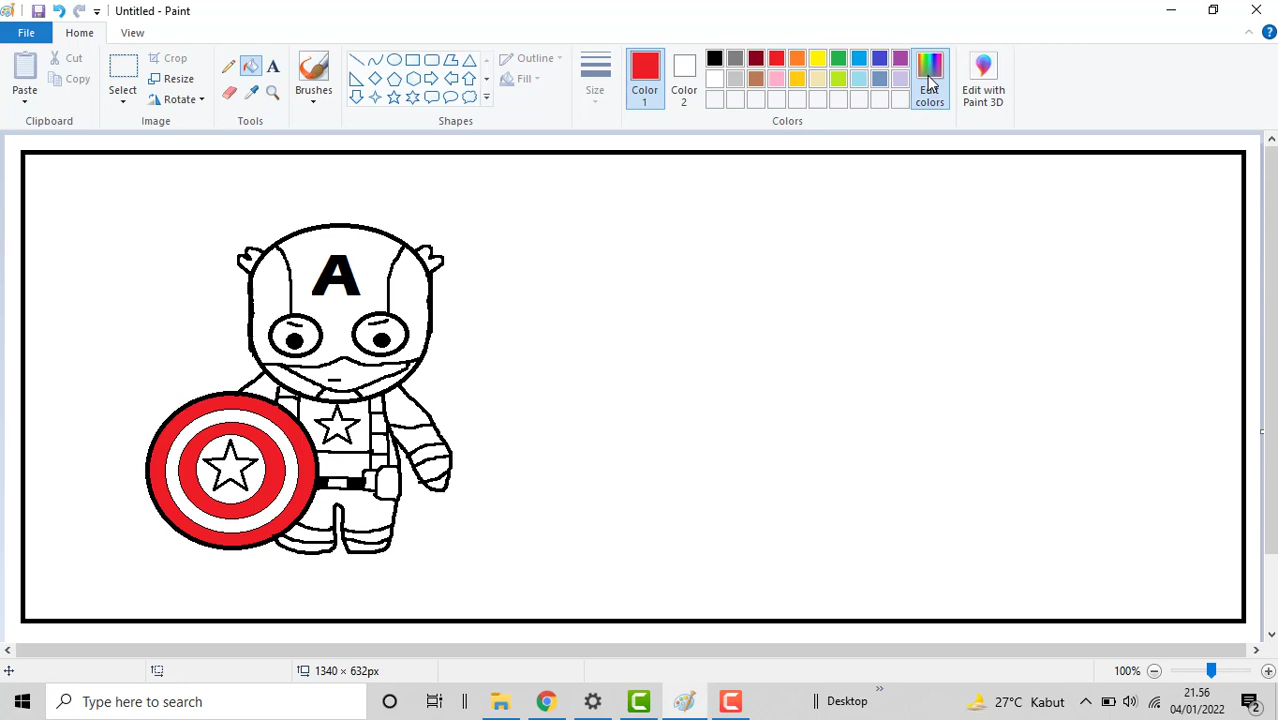 Untitled - Paint
File Home View
Paste
Cut
Copy
Clipboard
Select
Crop
Resize
Rotate
Image
A
Tools
Brushes
Shapes
Outline
Fill
Size
Color 1
Color 2
Edit colors
Colors
Edit with Paint 3D
A
1340 × 632px
100%
Type here to search
Desktop
»
27°C Kabut
21.56
04/01/2022
2